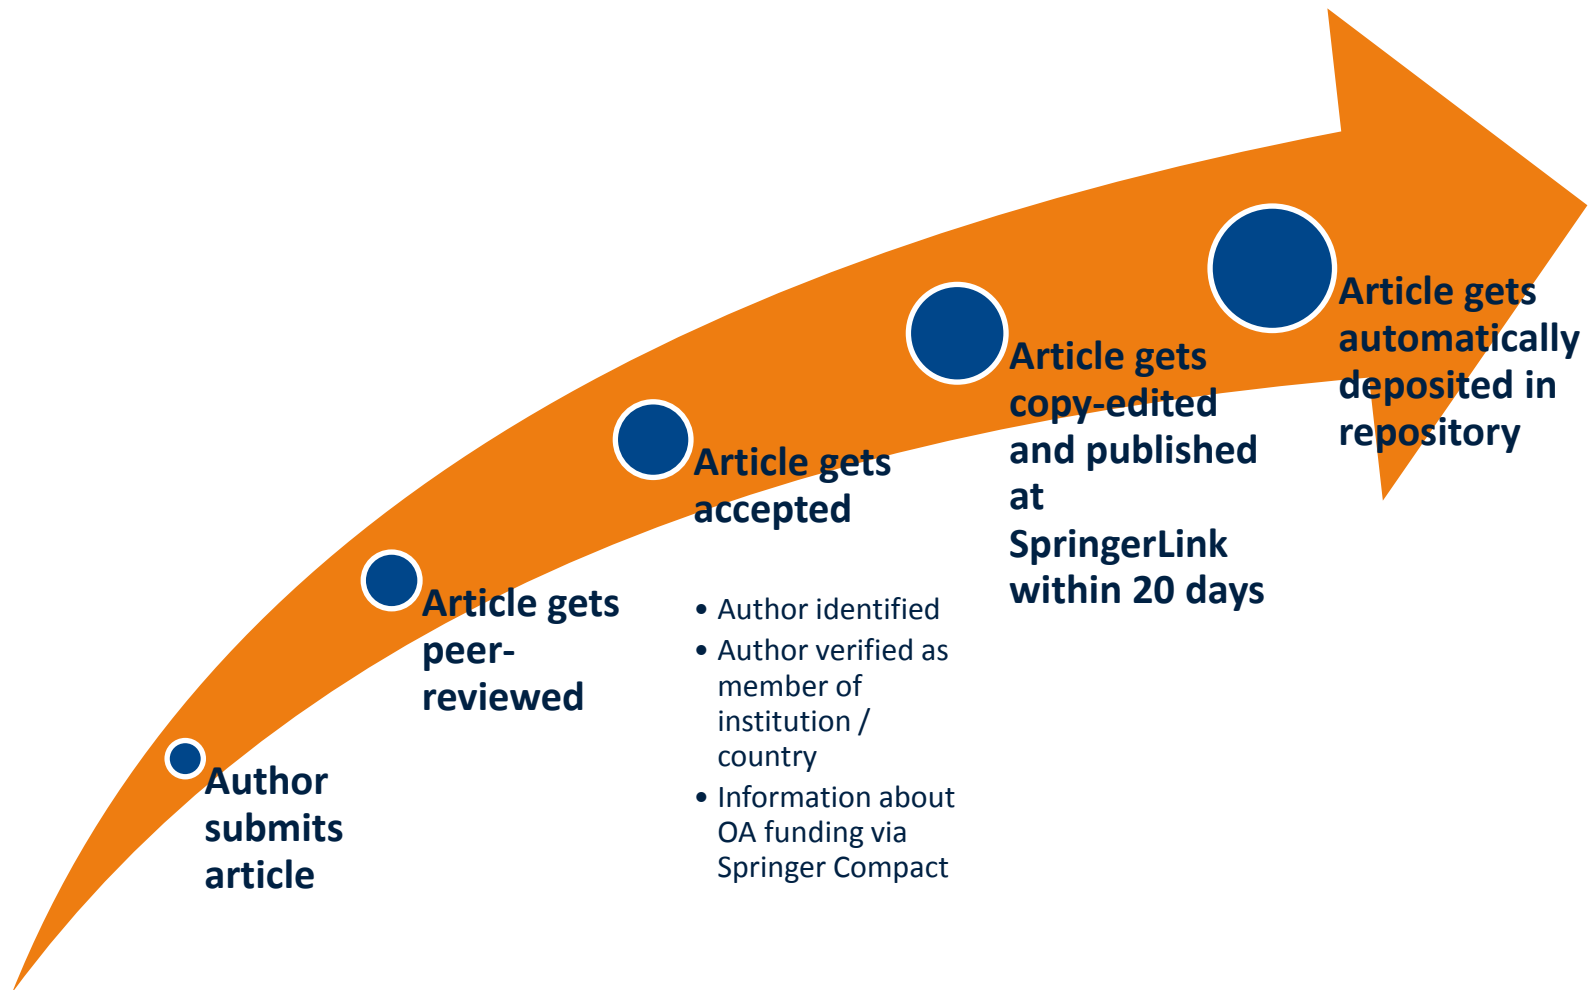 Author
submits
article
Article gets
peer-
reviewed
Article gets
accepted
• Author identified
• Author verified as
member of
institution /
country
• Information about
OA funding via
Springer Compact
Article gets
copy-edited
and published
at
SpringerLink
within 20 days
Article gets
automatically
deposited in
repository